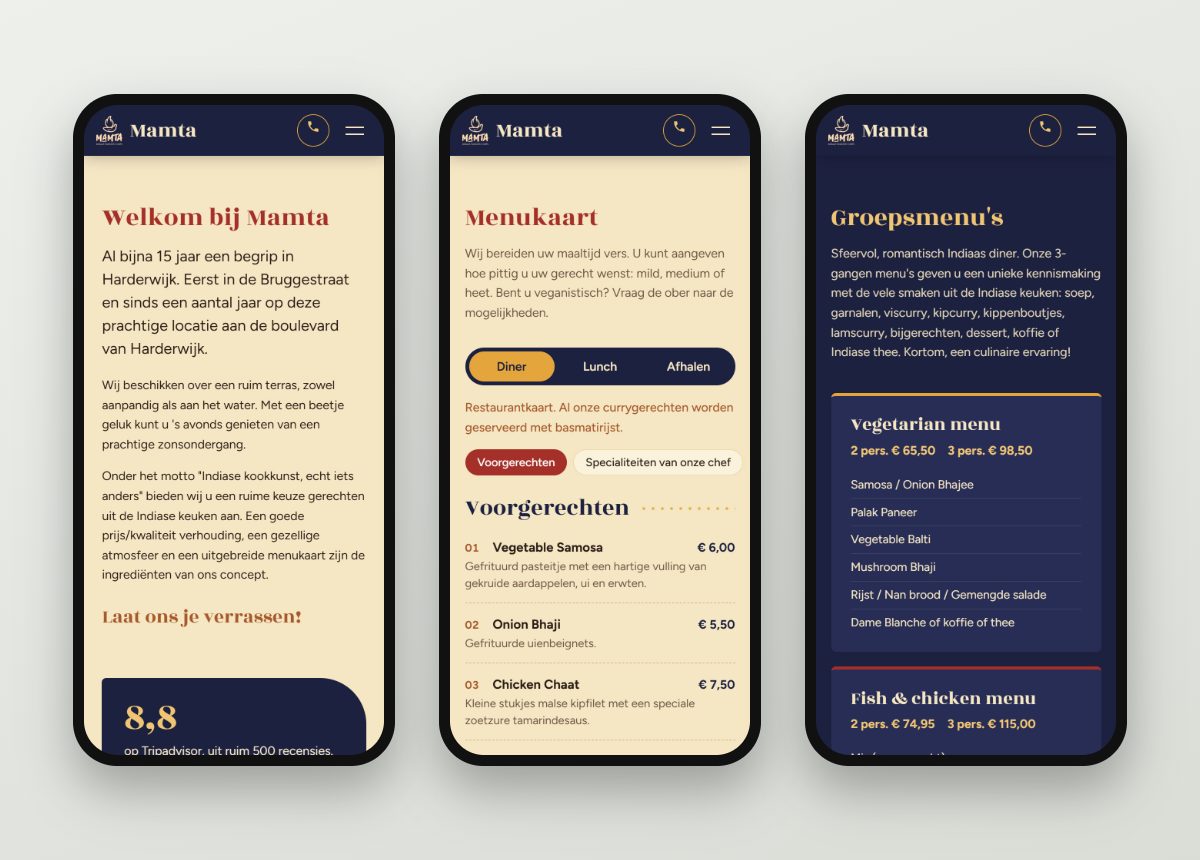 MAMTA
Mamta
Welkom bij Mamta
Al bijna 15 jaar een begrip in
Harderwijk. Eerst in de Bruggestraat
en sinds een aantal jaar op deze
prachtige locatie aan de boulevard
van Harderwijk.
Wij beschikken over een ruim terras, zowel
aanpandig als aan het water. Met een beetje
geluk kunt u 's avonds genieten van een
prachtige zonsondergang.
Onder het motto "Indiase kookkunst, echt iets
anders" bieden wij u een ruime keuze gerechten
uit de Indiase keuken aan. Een goede
prijs/kwaliteit verhouding, een gezellige
atmosfeer en een uitgebreide menukaart zijn de
ingrediënten van ons concept.
Laat ons je verrassen!
8,8
op Tripadvisor, uit ruim 500 recensies.
MAMTA
Mamta
Menukaart
Wij bereiden uw maaltijd vers. U kunt aangeven
hoe pittig u uw gerecht wenst: mild, medium of
heet. Bent u veganistisch? Vraag de ober naar de
mogelijkheden.
Diner Lunch Afhalen
Restaurantkaart. Al onze currygerechten worden
geserveerd met basmatirijst.
Voorgerechten Specialiteiten van onze chef
Voorgerechten
01 Vegetable Samosa € 6,00
Gefrituurd pasteitje met een hartige vulling van
gekruide aardappelen, ui en erwten.
02 Onion Bhaji € 5,50
Gefrituurde uienbeignets.
03 Chicken Chaat € 7,50
Kleine stukjes malse kipfilet met een speciale
zoetzure tamarindesaus.
MAMTA
Mamta
Groepsmenu's
Sfeervol, romantisch Indiaas diner. Onze 3-
gangen menu's geven u een unieke kennismaking
met de vele smaken uit de Indiase keuken: soep,
garnalen, viscurry, kipcurry, kippenboutjes,
lamscurry, bijgerechten, dessert, koffie of
Indiase thee. Kortom, een culinaire ervaring!
Vegetarian menu
2 pers. € 65,50 3 pers. € 98,50
Samosa / Onion Bhajee
Palak Paneer
Vegetable Balti
Mushroom Bhaji
Rijst / Nan brood / Gemengde salade
Dame Blanche of koffie of thee
Fish & chicken menu
2 pers. € 74,95 3 pers. € 115,00